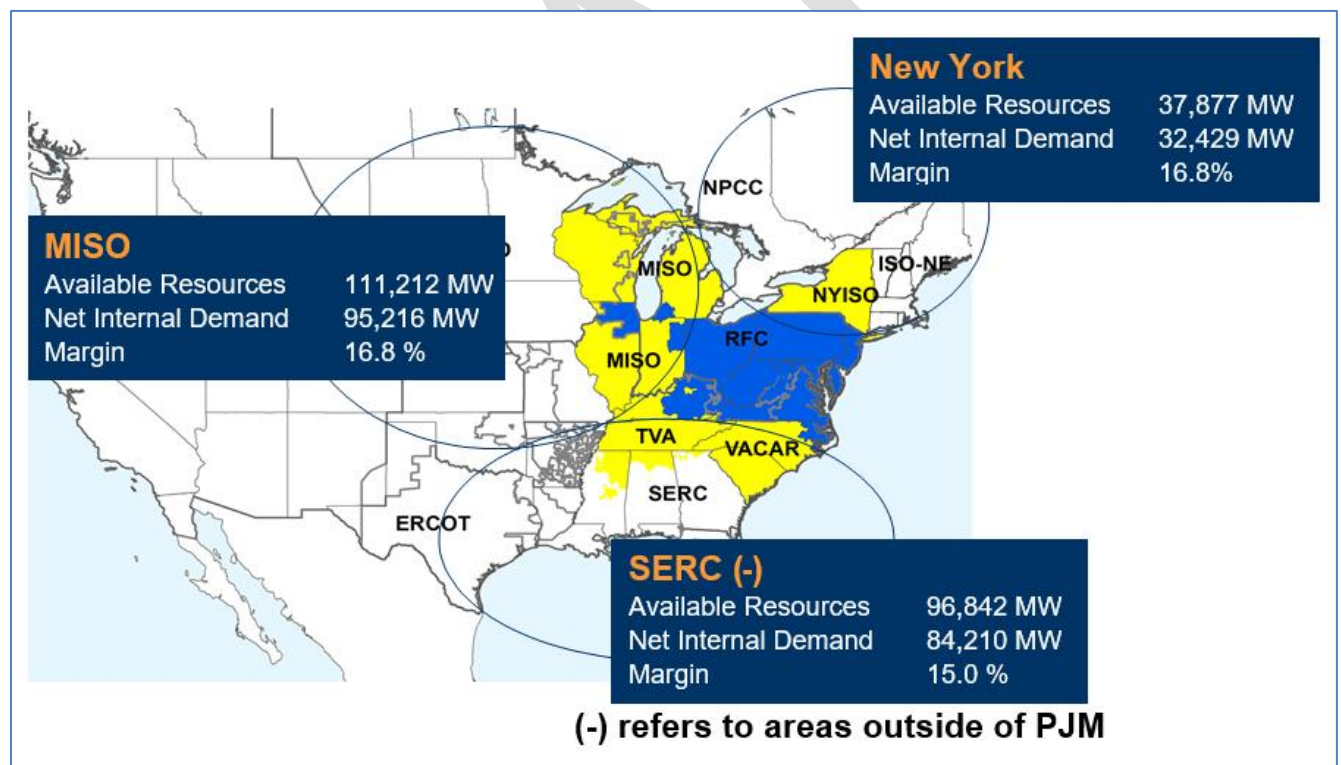 New York
Available Resources 37,877 MW
Net Internal Demand 32,429 MW
Margin 16.8%
NPCC
MISO
Available Resources 111,212 MW
Net Internal Demand 95,216 MW
Margin 16.8 %
MISO
ISO-NE
NYISO
RFC
MISO
TVA
VACAR
SERC
ERCOT
SERC (-)
Available Resources 96,842 MW
Net Internal Demand 84,210 MW
Margin 15.0 %
(-) refers to areas outside of PJM